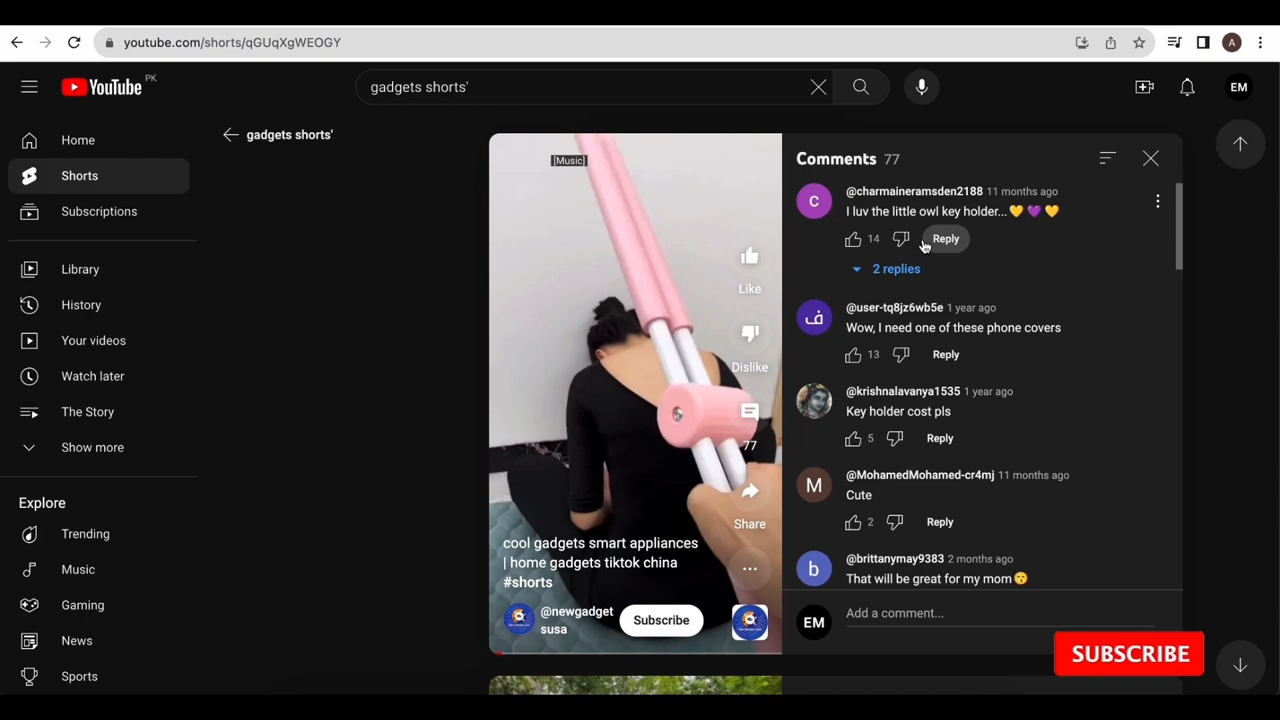 youtube.com/shorts/qGUqXgWEOGY
A
YouTube PK
gadgets shorts'
EM
Home
Shorts
Subscriptions
Library
History
Your videos
Watch later
The Story
Show more
Explore
Trending
Music
Gaming
News
Sports
gadgets shorts'
[Music]
Like
Dislike
77
Share
cool gadgets smart appliances
| home gadgets tiktok china
#shorts
@newgadget
susa
Subscribe
Comments 77
C
@charmaineramsden2188 11 months ago
I luv the little owl key holder...💛 💜 💛
14 Reply
2 replies
ف
@user-tq8jz6wb5e 1 year ago
Wow, I need one of these phone covers
13 Reply
@krishnalavanya1535 1 year ago
Key holder cost pls
5 Reply
M
@MohamedMohamed-cr4mj 11 months ago
Cute
2 Reply
b
@brittanymay9383 2 months ago
That will be great for my mom😙
EM
Add a comment...
SUBSCRIBE